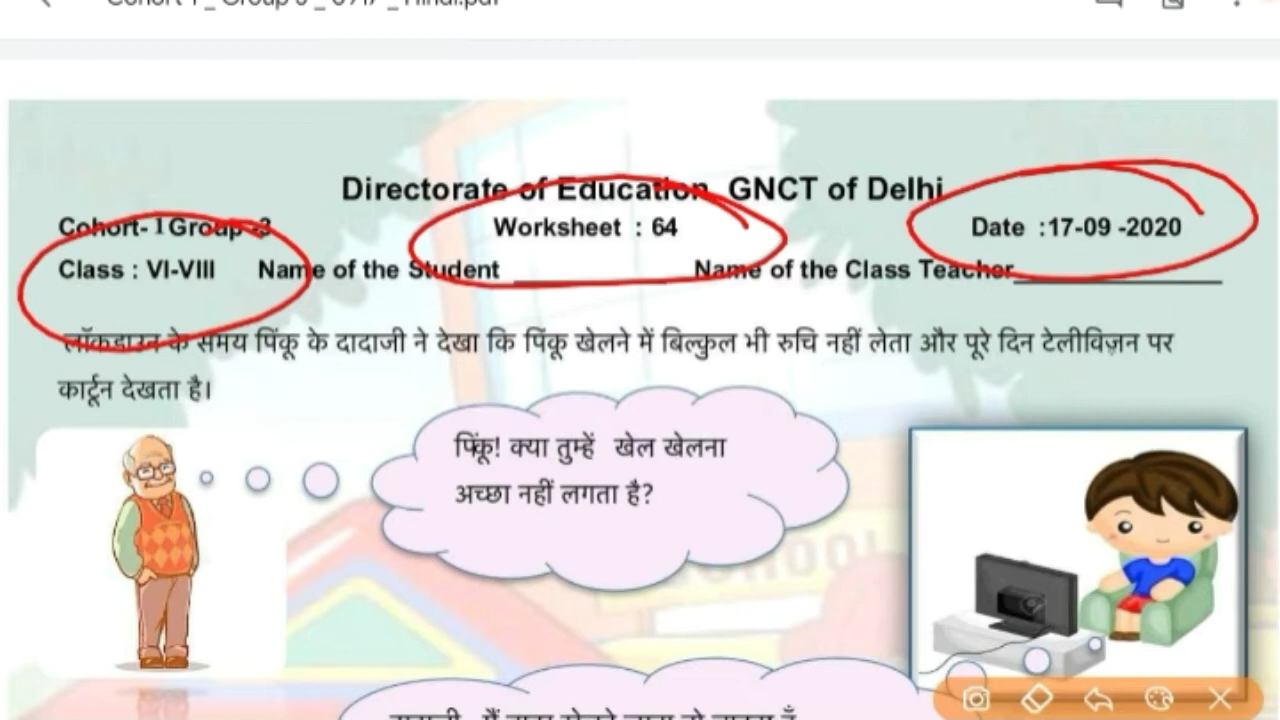 Directorate of Education, GNCT of Delhi
Cohort- 1 Group -3 Worksheet : 64 Date :17-09 -2020
Class : VI-VIII Name of the Student ____________ Name of the Class Teacher______________
लॉकडाउन के समय पिंकू के दादाजी ने देखा कि पिंकू खेलने में बिल्कुल भी रुचि नहीं लेता और पूरे दिन टेलीविज़न पर
कार्टून देखता है।
पिंकू! क्या तुम्हें खेल खेलना
अच्छा नहीं लगता है?